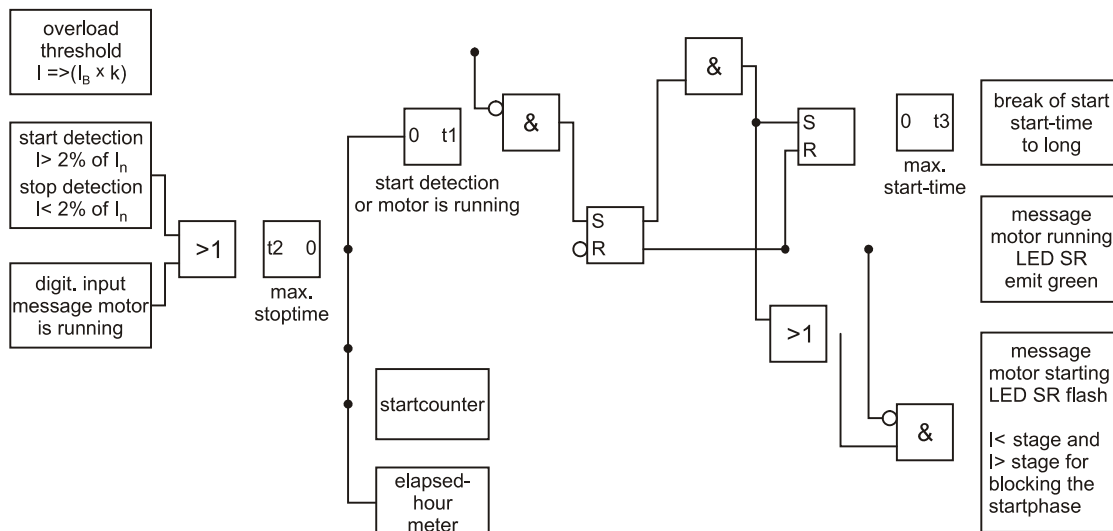 overload
threshold
I =>(I_B x k)
start detection
I> 2% of I_n
stop detection
I< 2% of I_n
digit. input
message motor
is running
>1
t2 0
max.
stoptime
0 t1
start detection
or motor is running
&
S
R
&
S
R
0 t3
max.
start-time
>1
&
startcounter
elapsed-
hour
meter
break of start
start-time
to long
message
motor running
LED SR
emit green
message
motor starting
LED SR flash
I< stage and
I> stage for
blocking the
startphase